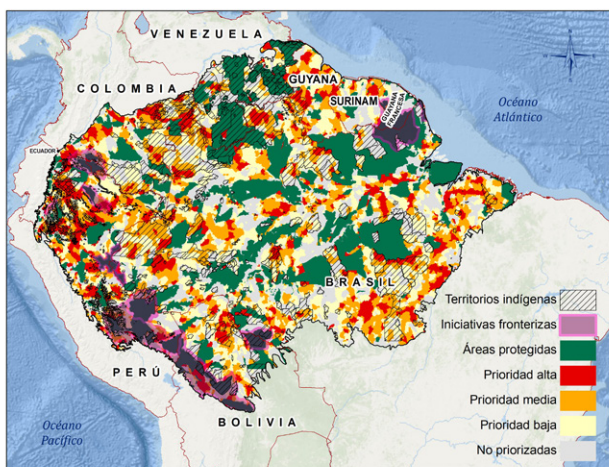 VENEZUELA
COLOMBIA
GUYANA
SURINAM
GUAYANA
FRANCESA
Océano
Atlántico
ECUADOR
BRASIL
PERÚ
BOLIVIA
Océano
Pacífico
Territorios indígenas
Iniciativas fronterizas
Áreas protegidas
Prioridad alta
Prioridad media
Prioridad baja
No priorizadas